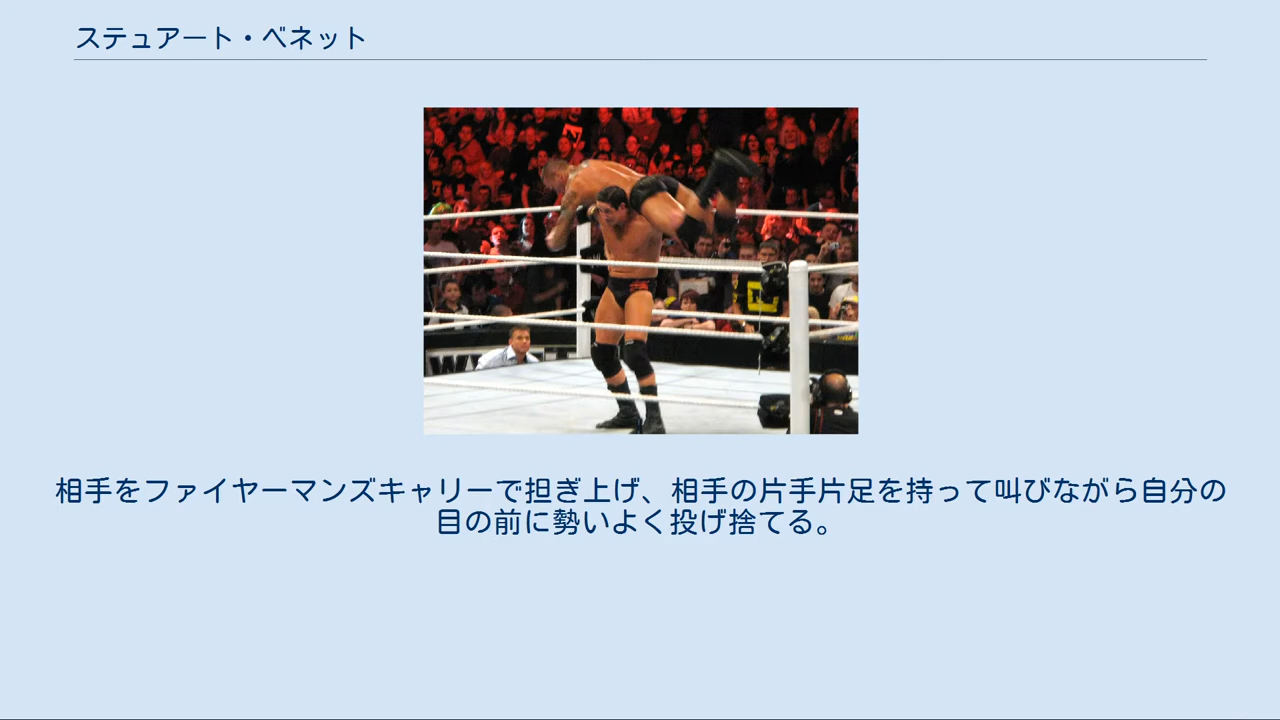 ステュアート・ベネット
相手をファイヤーマンズキャリーで担ぎ上げ、相手の片手片足を持って叫びながら自分の
目の前に勢いよく投げ捨てる。